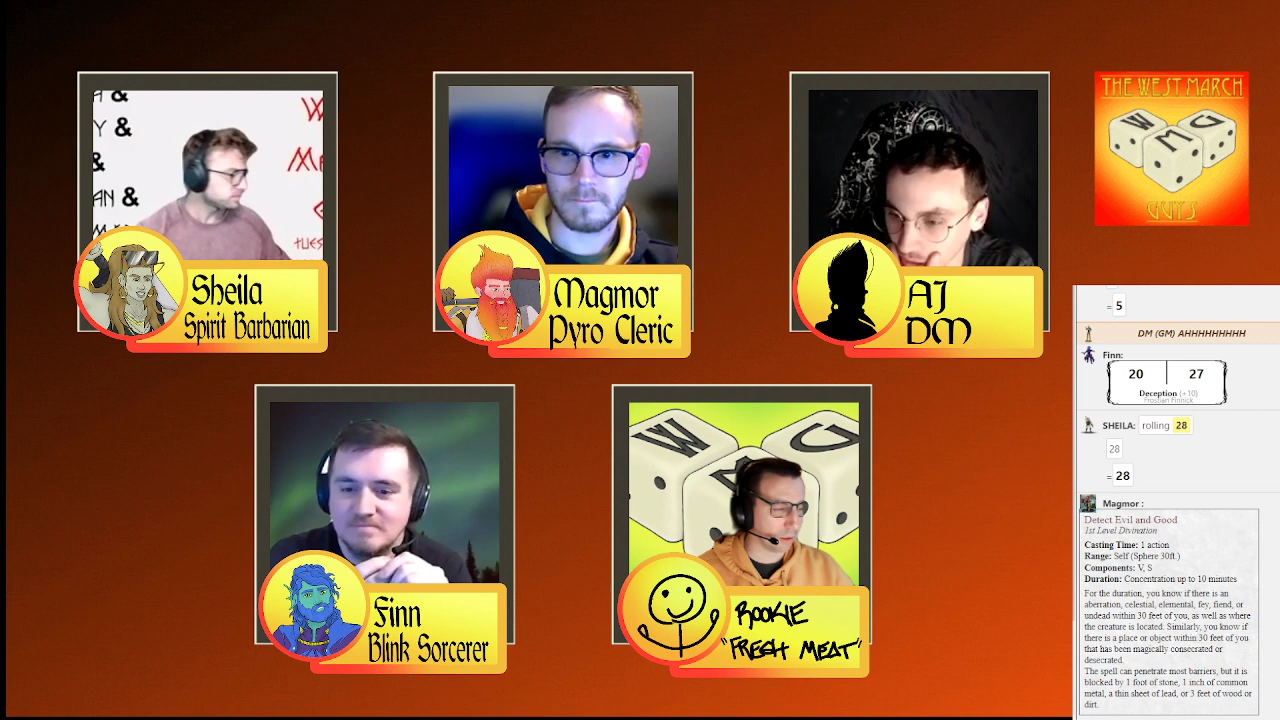 A &
Y &
&
AN &
W
MA
TUES
Sheila
Spirit Barbarian
Magmor
Pyro Cleric
AJ
DM
THE WEST MARCH
W M G
GUYS
Finn
Blink Sorcerer
W M G
ROOKIE
"FRESH MEAT"
= 5
DM (GM) AHHHHHHHHH
Finn:
20 27
Deception (+10)
Frostian Finnick
SHEILA: rolling 28
28
= 28
Magmor :
Detect Evil and Good
1st Level Divination
Casting Time: 1 action
Range: Self (Sphere 30ft.)
Components: V, S
Duration: Concentration up to 10 minutes
For the duration, you know if there is an
aberration, celestial, elemental, fey, fiend, or
undead within 30 feet of you, as well as where
the creature is located. Similarly, you know if
there is a place or object within 30 feet of you
that has been magically consecrated or
desecrated.
The spell can penetrate most barriers, but it is
blocked by 1 foot of stone, 1 inch of common
metal, a thin sheet of lead, or 3 feet of wood or
dirt.